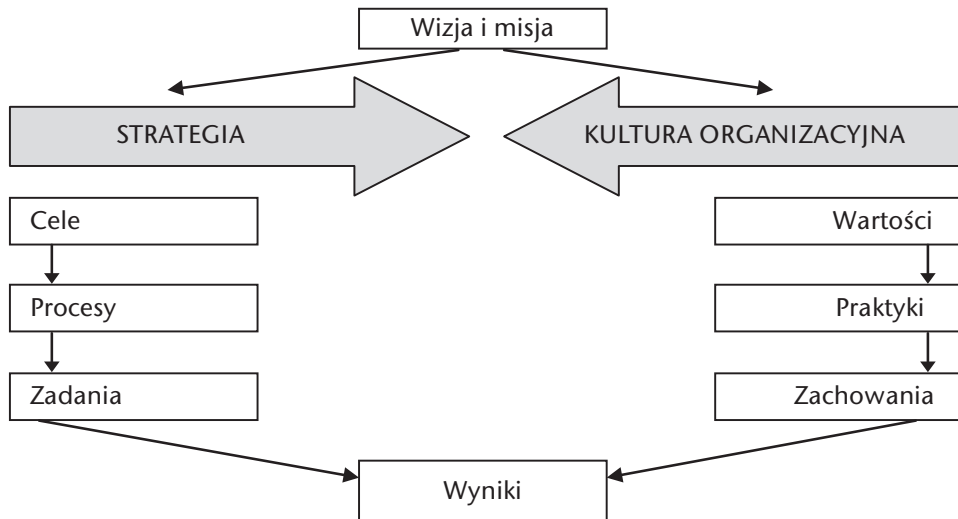 Wizja i misja
STRATEGIA
KULTURA ORGANIZACYJNA
Cele
Wartości
Procesy
Praktyki
Zadania
Zachowania
Wyniki